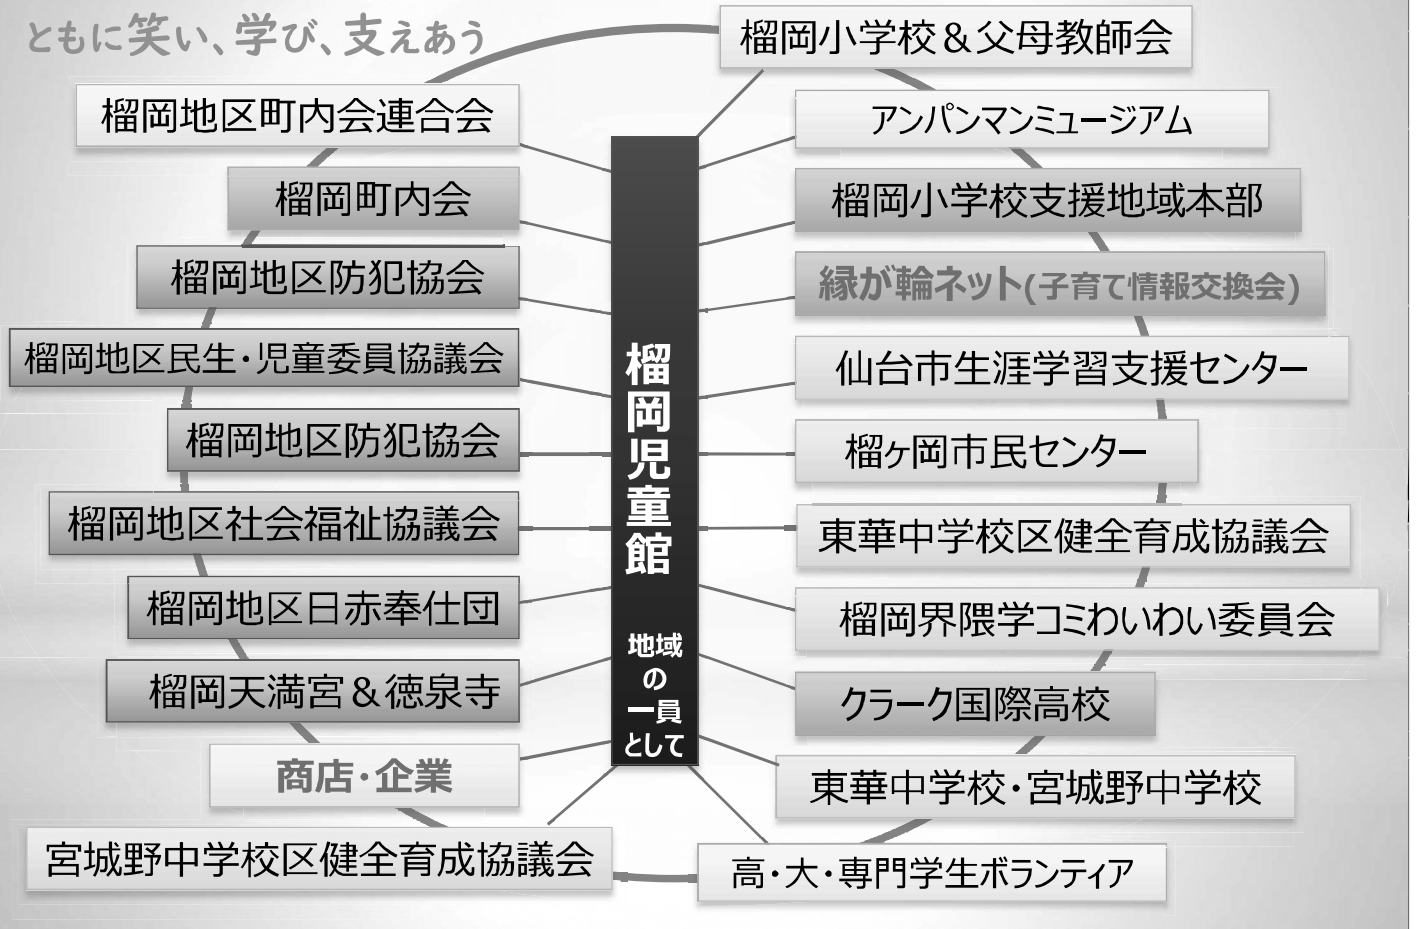 ともに笑い、学び、支えあう
榴岡地区町内会連合会
榴岡町内会
榴岡地区防犯協会
榴岡地区民生・児童委員協議会
榴岡地区防犯協会
榴岡地区社会福祉協議会
榴岡地区日赤奉仕団
榴岡天満宮＆徳泉寺
商店・企業
宮城野中学校区健全育成協議会
榴岡児童館
地域
の
一員
として
榴岡小学校＆父母教師会
アンパンマンミュージアム
榴岡小学校支援地域本部
縁が輪ネット(子育て情報交換会)
仙台市生涯学習支援センター
榴ヶ岡市民センター
東華中学校区健全育成協議会
榴岡界隈学コミわいわい委員会
クラーク国際高校
東華中学校・宮城野中学校
高・大・専門学生ボランティア